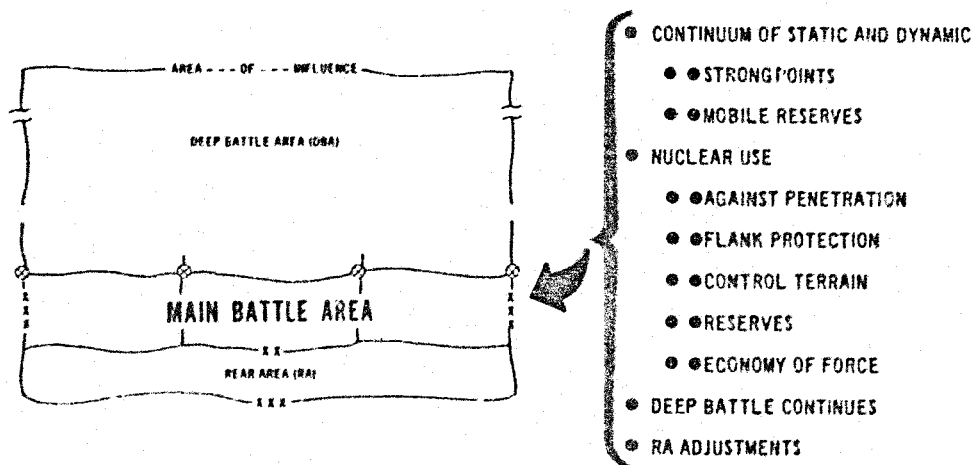 AREA --- OF --- INFLUENCE
DEEP BATTLE AREA (DBA)
X
X
X
X
X
X
MAIN BATTLE AREA
X X
REAR AREA (RA)
X X X
● CONTINUUM OF STATIC AND DYNAMIC
● ● STRONGPOINTS
● ● MOBILE RESERVES
● NUCLEAR USE
● ● AGAINST PENETRATION
● ● FLANK PROTECTION
● ● CONTROL TERRAIN
● ● RESERVES
● ● ECONOMY OF FORCE
● DEEP BATTLE CONTINUES
● RA ADJUSTMENTS